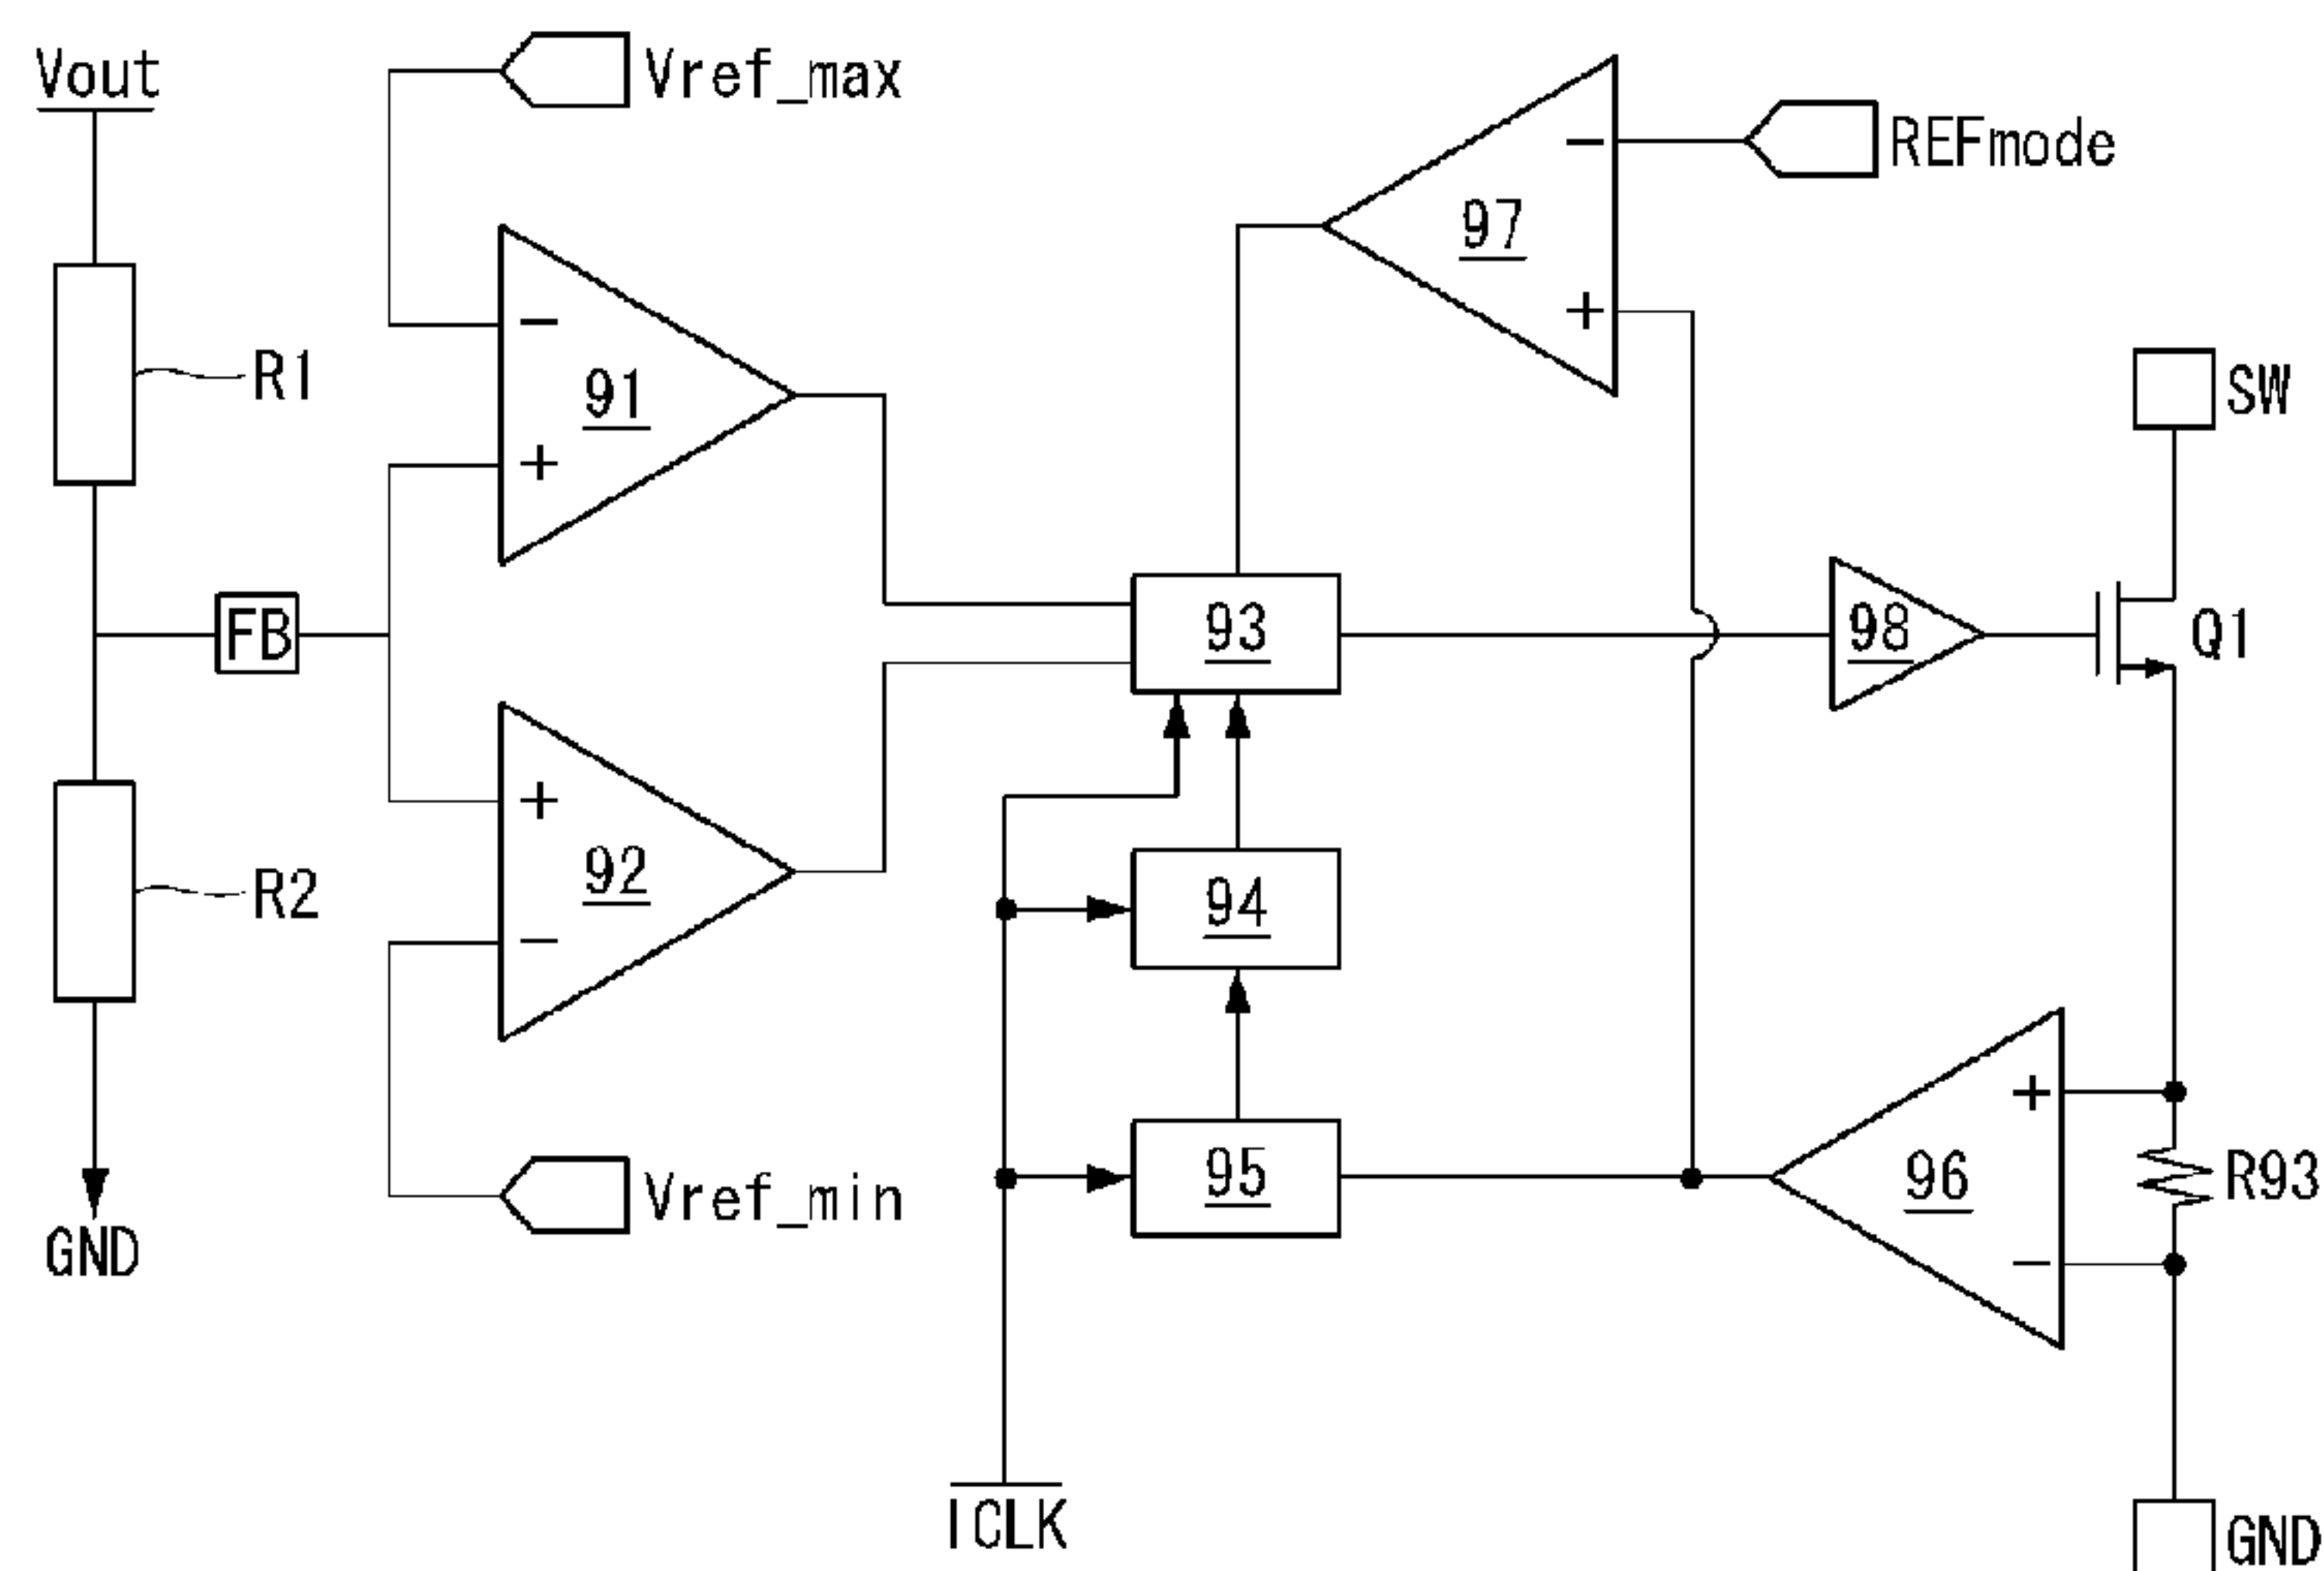 Vout
Vref_max
REFmode
97
R1
91
SW
FB
93
98
Q1
R2
92
94
96
95
R93
Vref_min
GND
ICLK
GND